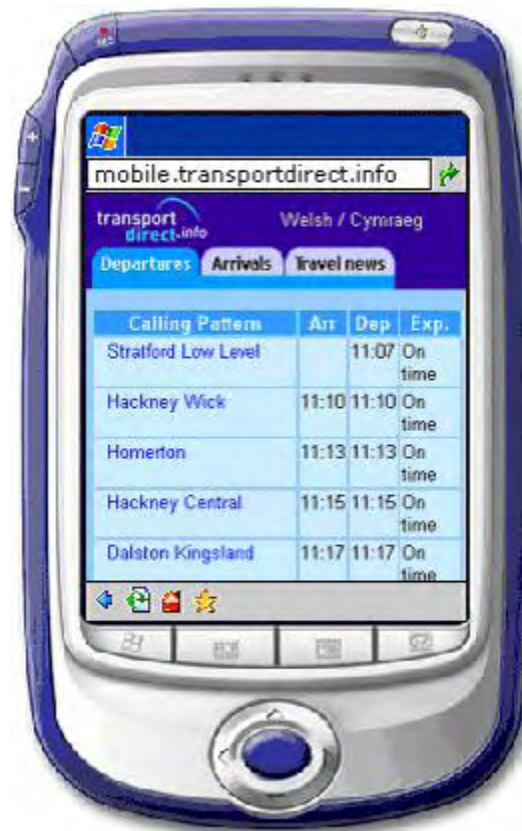 mobile.transportdirect.info
transport Welsh / Cymraeg
direct.info
Departures Arrivals Travel news
Calling Pattern Arr Dep Exp.
Stratford Low Level 11:07 On
time
Hackney Wick 11:10 11:10 On
time
Homerton 11:13 11:13 On
time
Hackney Central 11:15 11:15 On
time
Dalston Kingsland 11:17 11:17 On
time